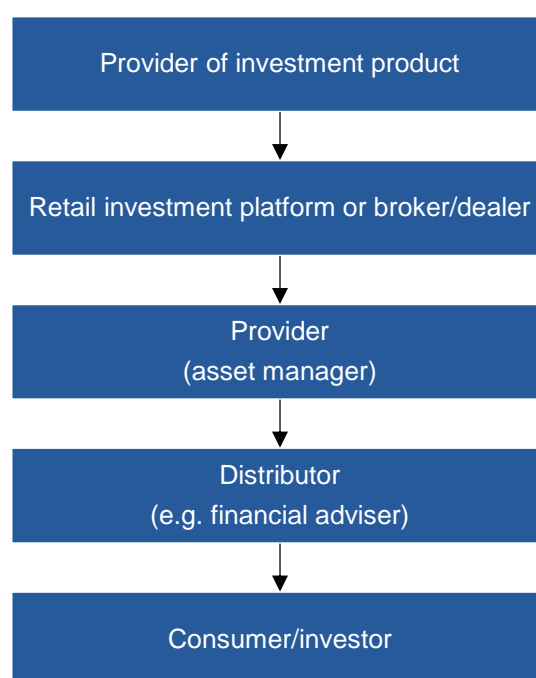 Provider of investment product
Retail investment platform or broker/dealer
Provider
(asset manager)
Distributor
(e.g. financial adviser)
Consumer/investor